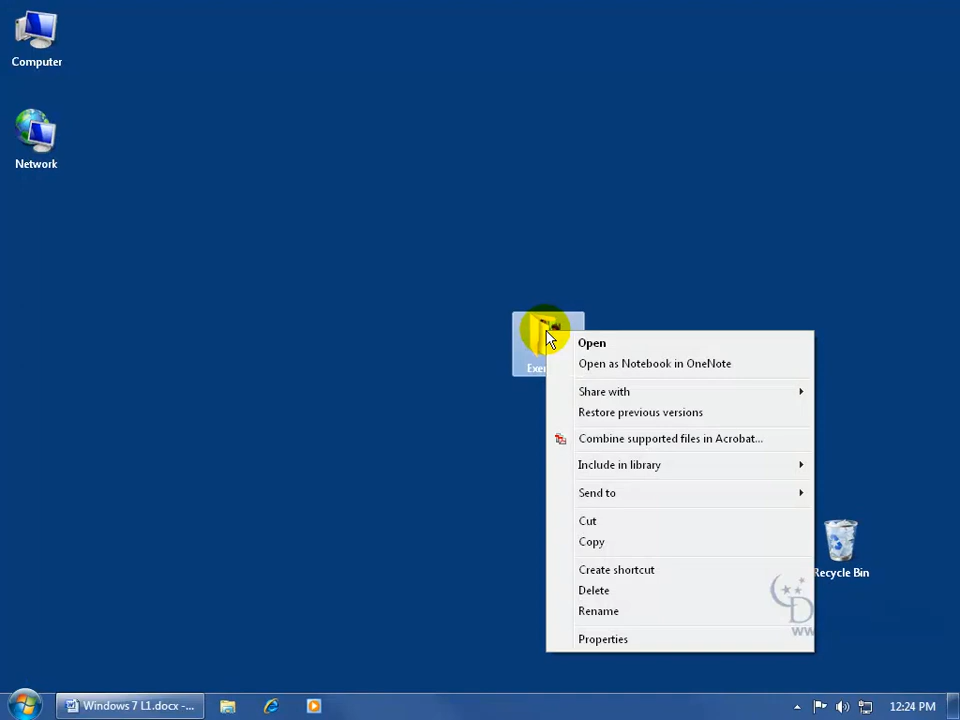 Computer
Network
Open
Open as Notebook in OneNote
Share with
Restore previous versions
Combine supported files in Acrobat...
Include in library
Send to
Cut
Copy
Create shortcut
Delete
Rename
Properties
Recycle Bin
Windows 7 L1.docx -...
12:24 PM